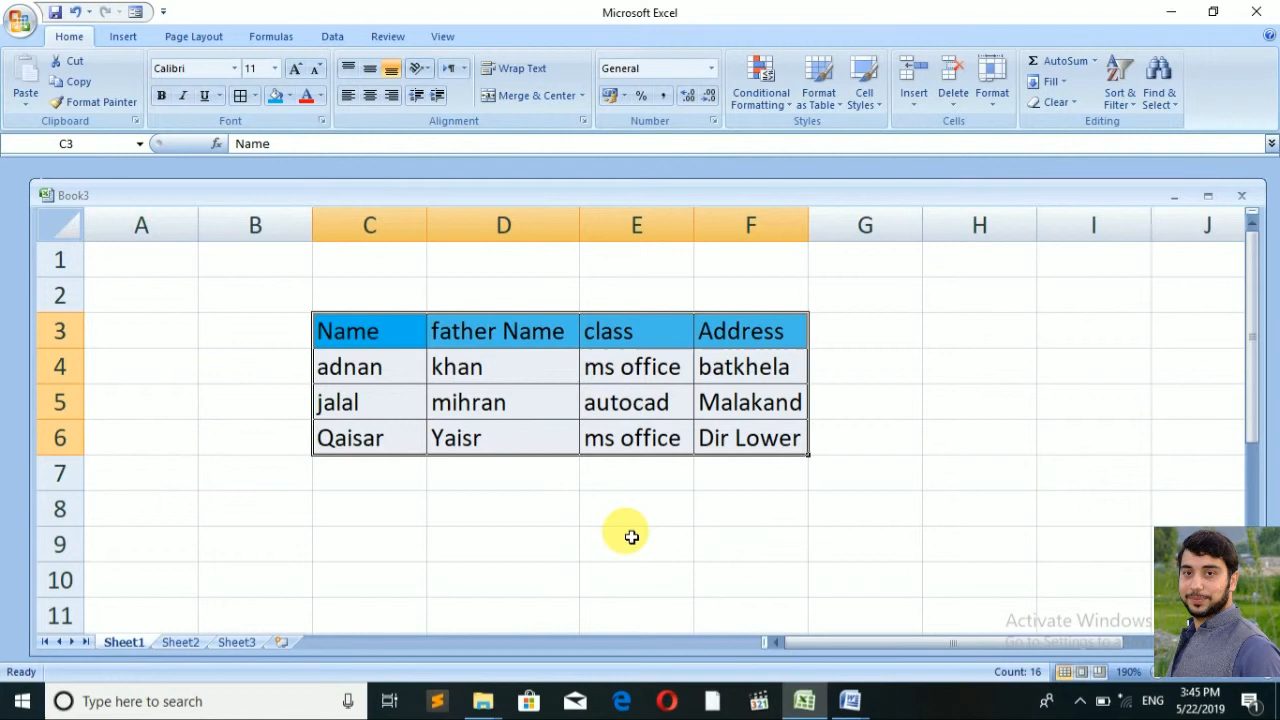 Microsoft Excel
Home Insert Page Layout Formulas Data Review View
Paste
Cut
Copy
Format Painter
Clipboard
Calibri 11
B I U
Font
Wrap Text
Merge & Center
Alignment
General
%
Number
Conditional Formatting
Format as Table
Cell Styles
Styles
Insert
Delete
Format
Cells
AutoSum
Fill
Clear
Sort & Filter
Find & Select
Editing
C3 fx Name
Book3
A B C D E F G H I J
1
2
3 Name father Name class Address
4 adnan khan ms office batkhela
5 jalal mihran autocad Malakand
6 Qaisar Yaisr ms office Dir Lower
7
8
9
10
11
Activate Windows
Go to Settings to a
Sheet1 Sheet2 Sheet3
Ready Count: 16 190%
Type here to search
ENG
3:45 PM
5/22/2019